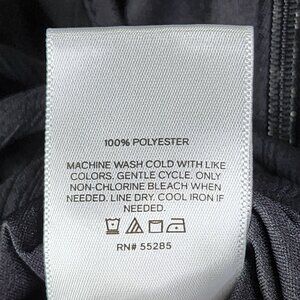 100% POLYESTER
MACHINE WASH COLD WITH LIKE
COLORS. GENTLE CYCLE. ONLY
NON-CHLORINE BLEACH WHEN
NEEDED. LINE DRY. COOL IRON IF
NEEDED.
RN# 55285